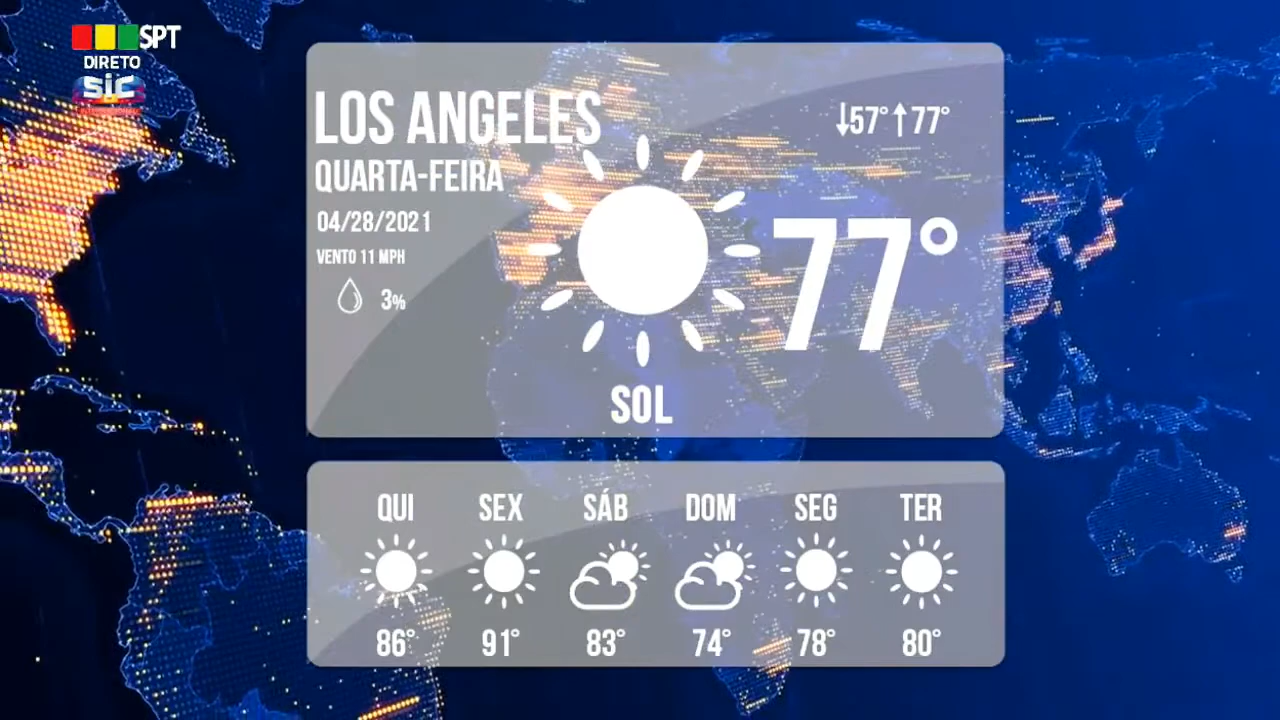 SPT
DIRETO
SIC
LOS ANGELES
QUARTA-FEIRA
04/28/2021
VENTO 11 MPH
3%
↓57° ↑77°
77°
SOL
QUI SEX SÁB DOM SEG TER
86° 91° 83° 74° 78° 80°